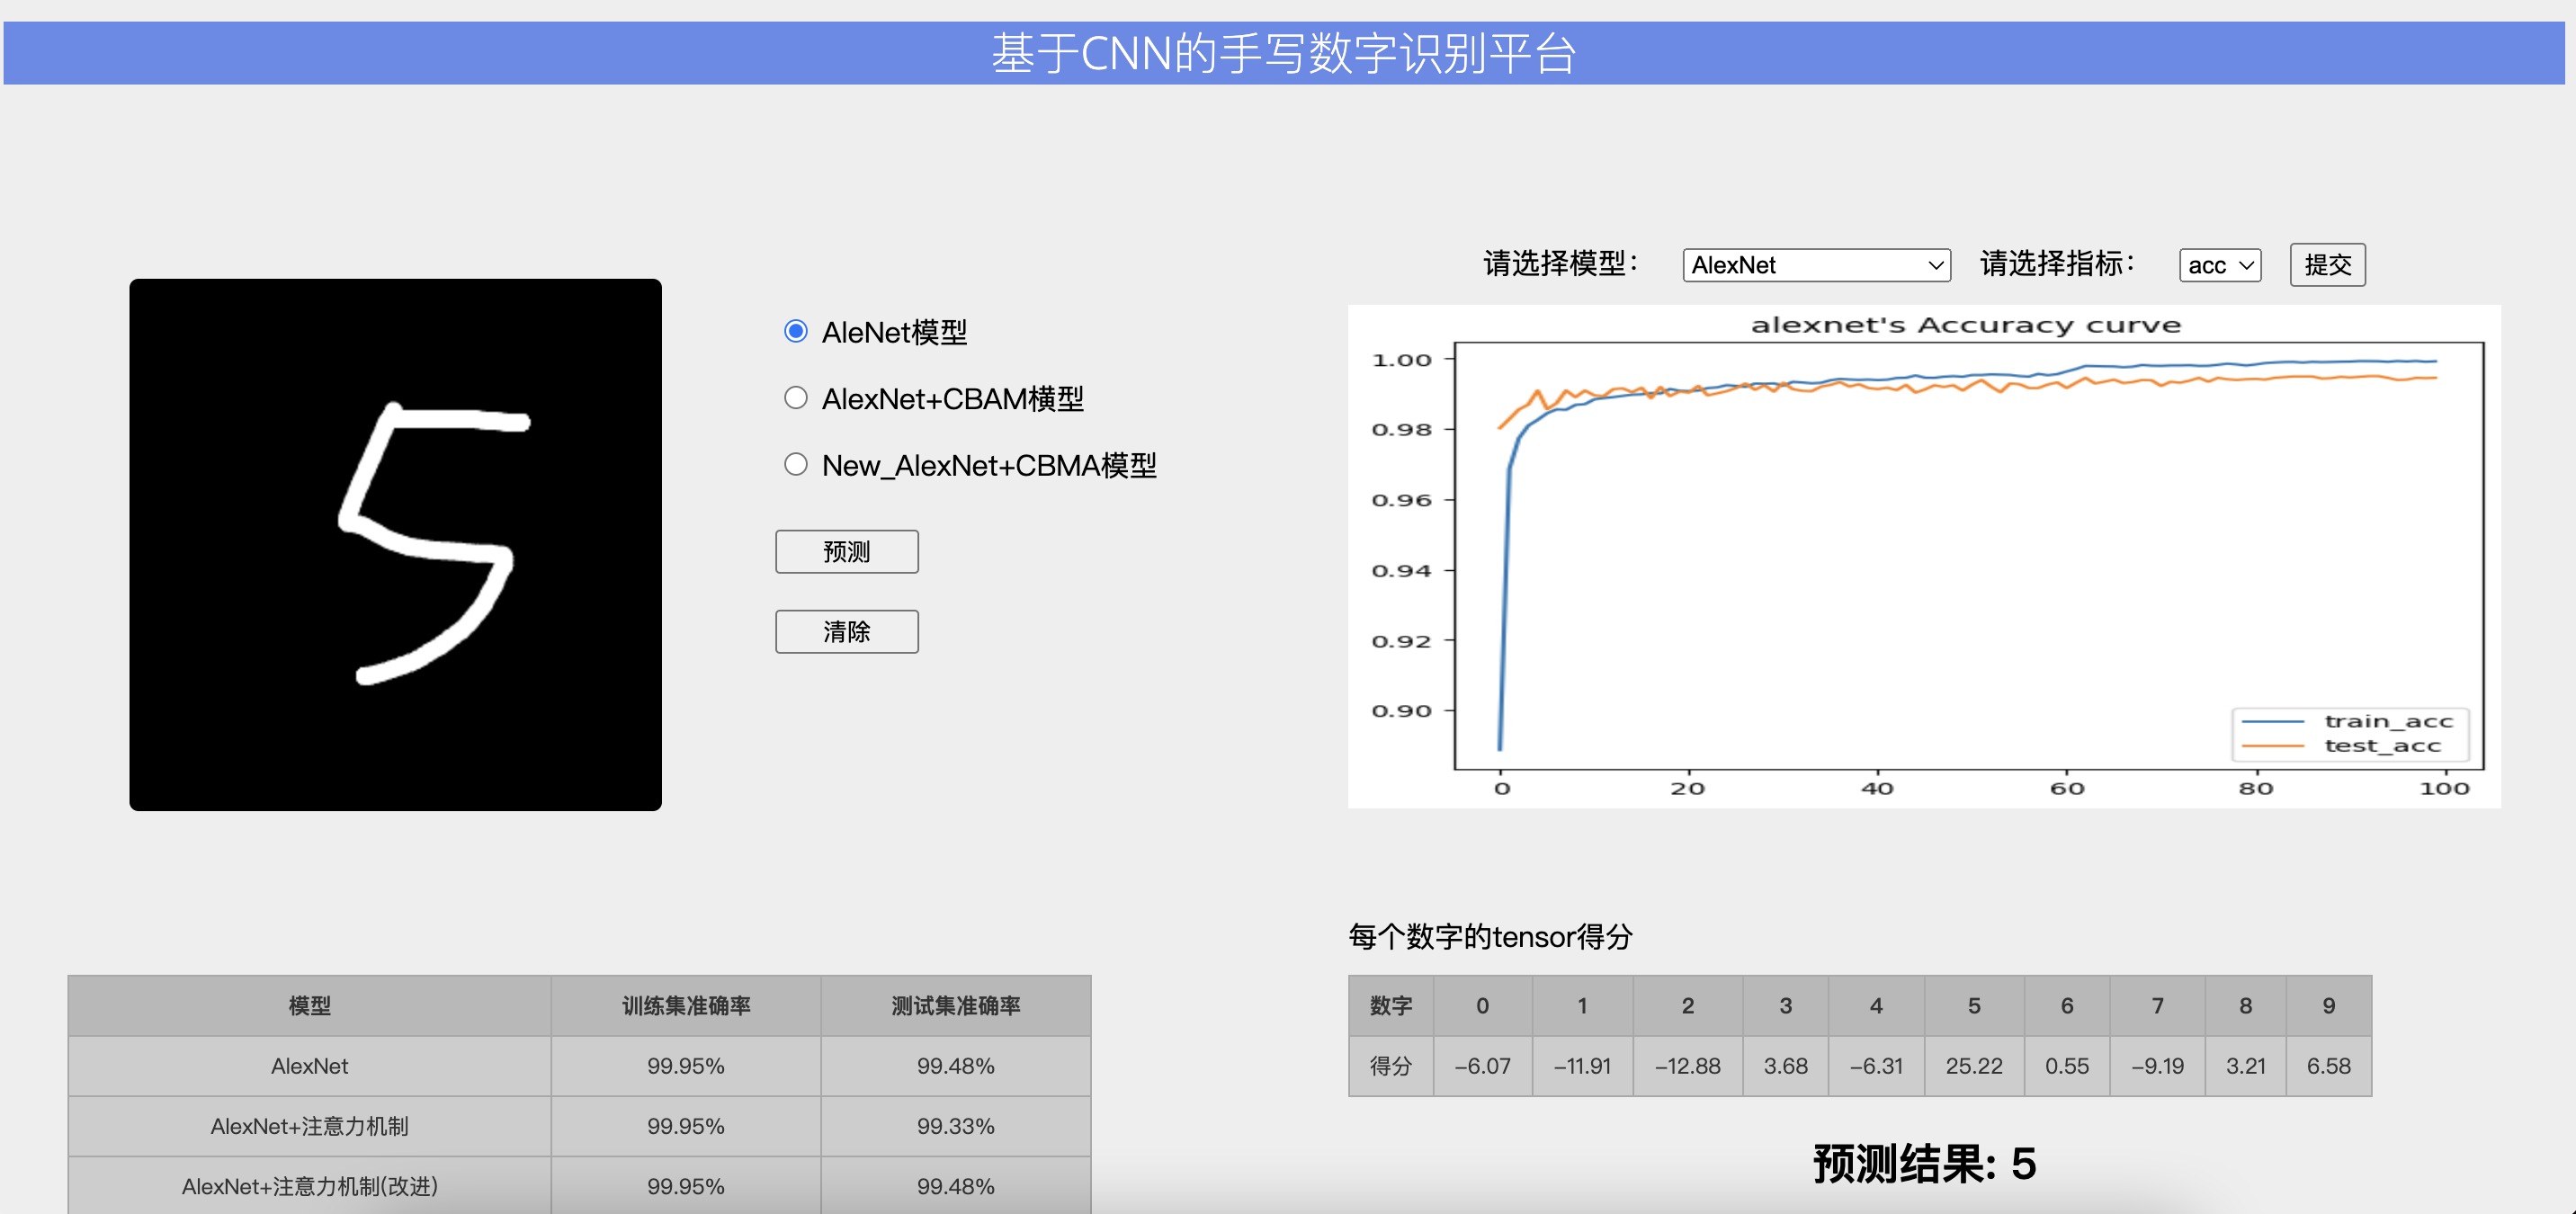 基于CNN的手写数字识别平台
5
AleNet模型
AlexNet+CBAM横型
New_AlexNet+CBMA模型
预测
清除
请选择模型： AlexNet 请选择指标： acc 提交
alexnet's Accuracy curve
1.00
0.98
0.96
0.94
0.92
0.90
train_acc
test_acc
0 20 40 60 80 100
模型 训练集准确率 测试集准确率
AlexNet 99.95% 99.48%
AlexNet+注意力机制 99.95% 99.33%
AlexNet+注意力机制(改进) 99.95% 99.48%
每个数字的tensor得分
数字 0 1 2 3 4 5 6 7 8 9
得分 –6.07 –11.91 –12.88 3.68 –6.31 25.22 0.55 –9.19 3.21 6.58
预测结果: 5